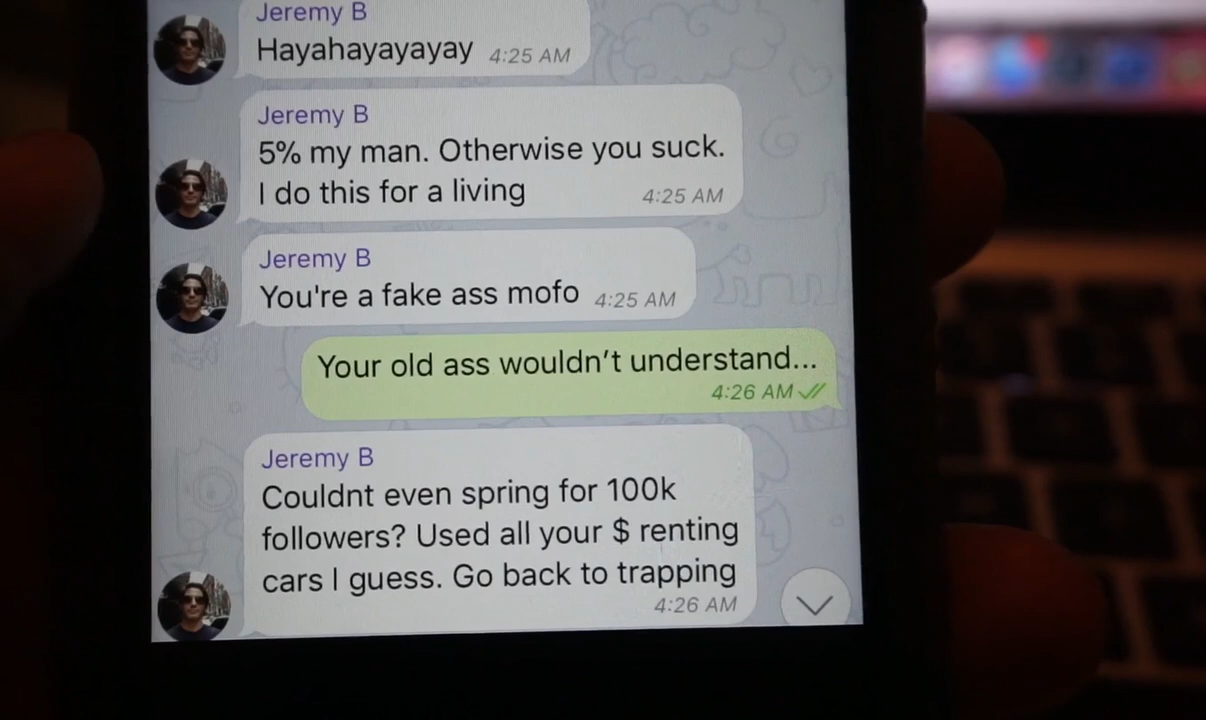 Jeremy B
Hayahayayayay 4:25 AM
Jeremy B
5% my man. Otherwise you suck.
I do this for a living 4:25 AM
Jeremy B
You're a fake ass mofo 4:25 AM
Your old ass wouldn’t understand...
4:26 AM
Jeremy B
Couldnt even spring for 100k
followers? Used all your $ renting
cars I guess. Go back to trapping
4:26 AM